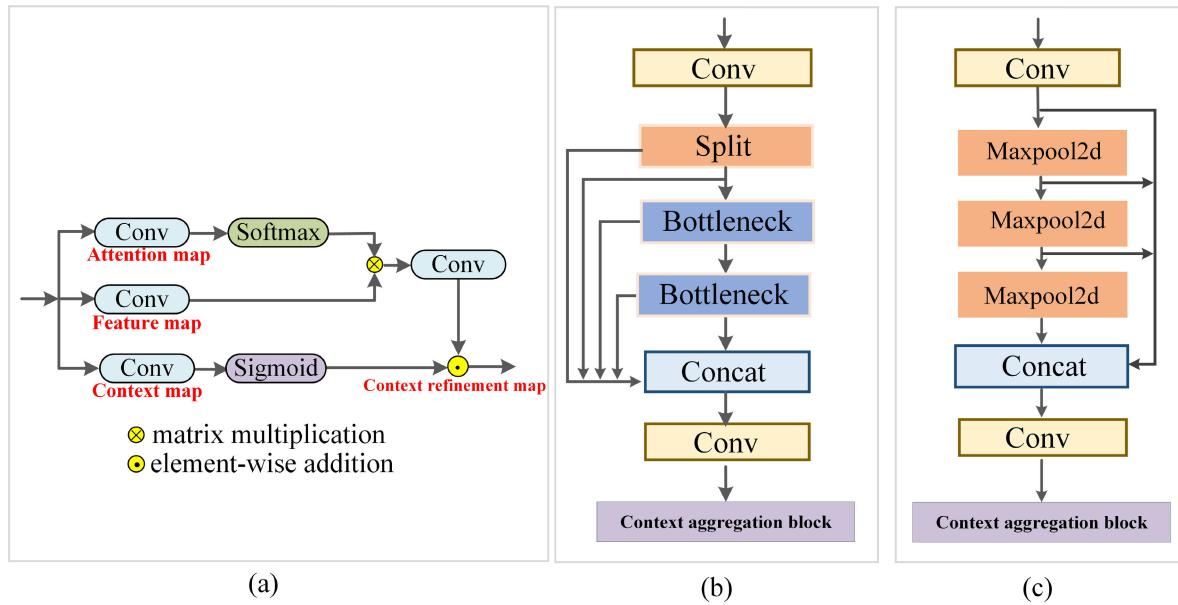 Conv
Softmax
Attention map
Conv
Conv
Feature map
Conv
Sigmoid
Context map
Context refinement map
⊗ matrix multiplication
⊙ element-wise addition
(a)
Conv
Split
Bottleneck
Bottleneck
Concat
Conv
Context aggregation block
(b)
Conv
Maxpool2d
Maxpool2d
Maxpool2d
Concat
Conv
Context aggregation block
(c)